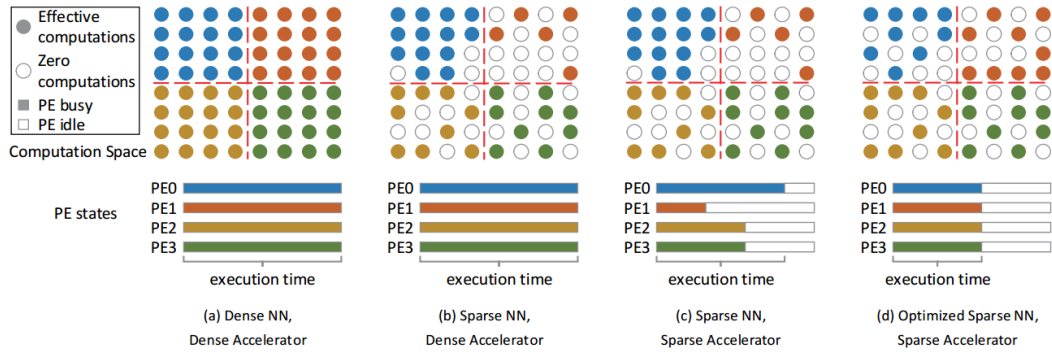 Effective
computations
Zero
computations
PE busy
PE idle
Computation Space
PE states
PE0
PE1
PE2
PE3
execution time
(a) Dense NN,
Dense Accelerator
PE0
PE1
PE2
PE3
execution time
(b) Sparse NN,
Dense Accelerator
PE0
PE1
PE2
PE3
execution time
(c) Sparse NN,
Sparse Accelerator
PE0
PE1
PE2
PE3
execution time
(d) Optimized Sparse NN,
Sparse Accelerator